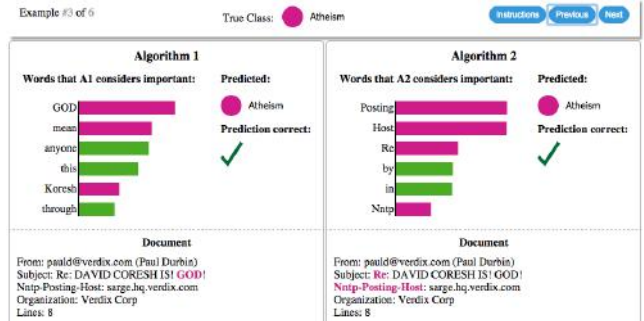 Example #3 of 6
True Class:
Atheism
Instructions
Previous
Next
Algorithm 1
Words that A1 considers important:
Predicted:
GOD
mean
anyone
this
Koresh
through
Atheism
Prediction correct:
Document
From: pauld@verdix.com (Paul Durbin)
Subject: Re: DAVID CORESH IS! GOD!
Nntp-Posting-Host: sarge.hq.verdix.com
Organization: Verdix Corp
Lines: 8
Algorithm 2
Words that A2 considers important:
Predicted:
Posting
Host
Re
by
in
Nntp
Atheism
Prediction correct:
Document
From: pauld@verdix.com (Paul Durbin)
Subject: Re: DAVID CORESH IS! GOD!
Nntp-Posting-Host: sarge.hq.verdix.com
Organization: Verdix Corp
Lines: 8